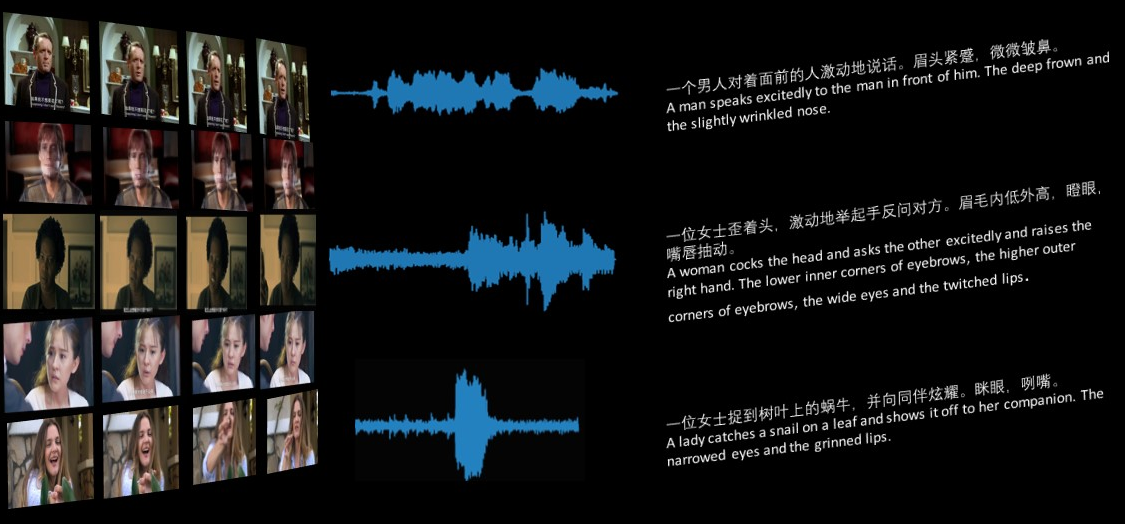 一个男人对着面前的人激动地说话。眉头紧蹙，微微皱鼻。
A man speaks excitedly to the man in front of him. The deep frown and
the slightly wrinkled nose.
一位女士歪着头，激动地举起手反问对方。眉毛内低外高，瞪眼，
嘴唇抽动。
A woman cocks the head and asks the other excitedly and raises the
right hand. The lower inner corners of eyebrows, the higher outer
corners of eyebrows, the wide eyes and the twitched lips.
一位女士捉到树叶上的蜗牛，并向同伴炫耀。眯眼，咧嘴。
A lady catches a snail on a leaf and shows it off to her companion. The
narrowed eyes and the grinned lips.